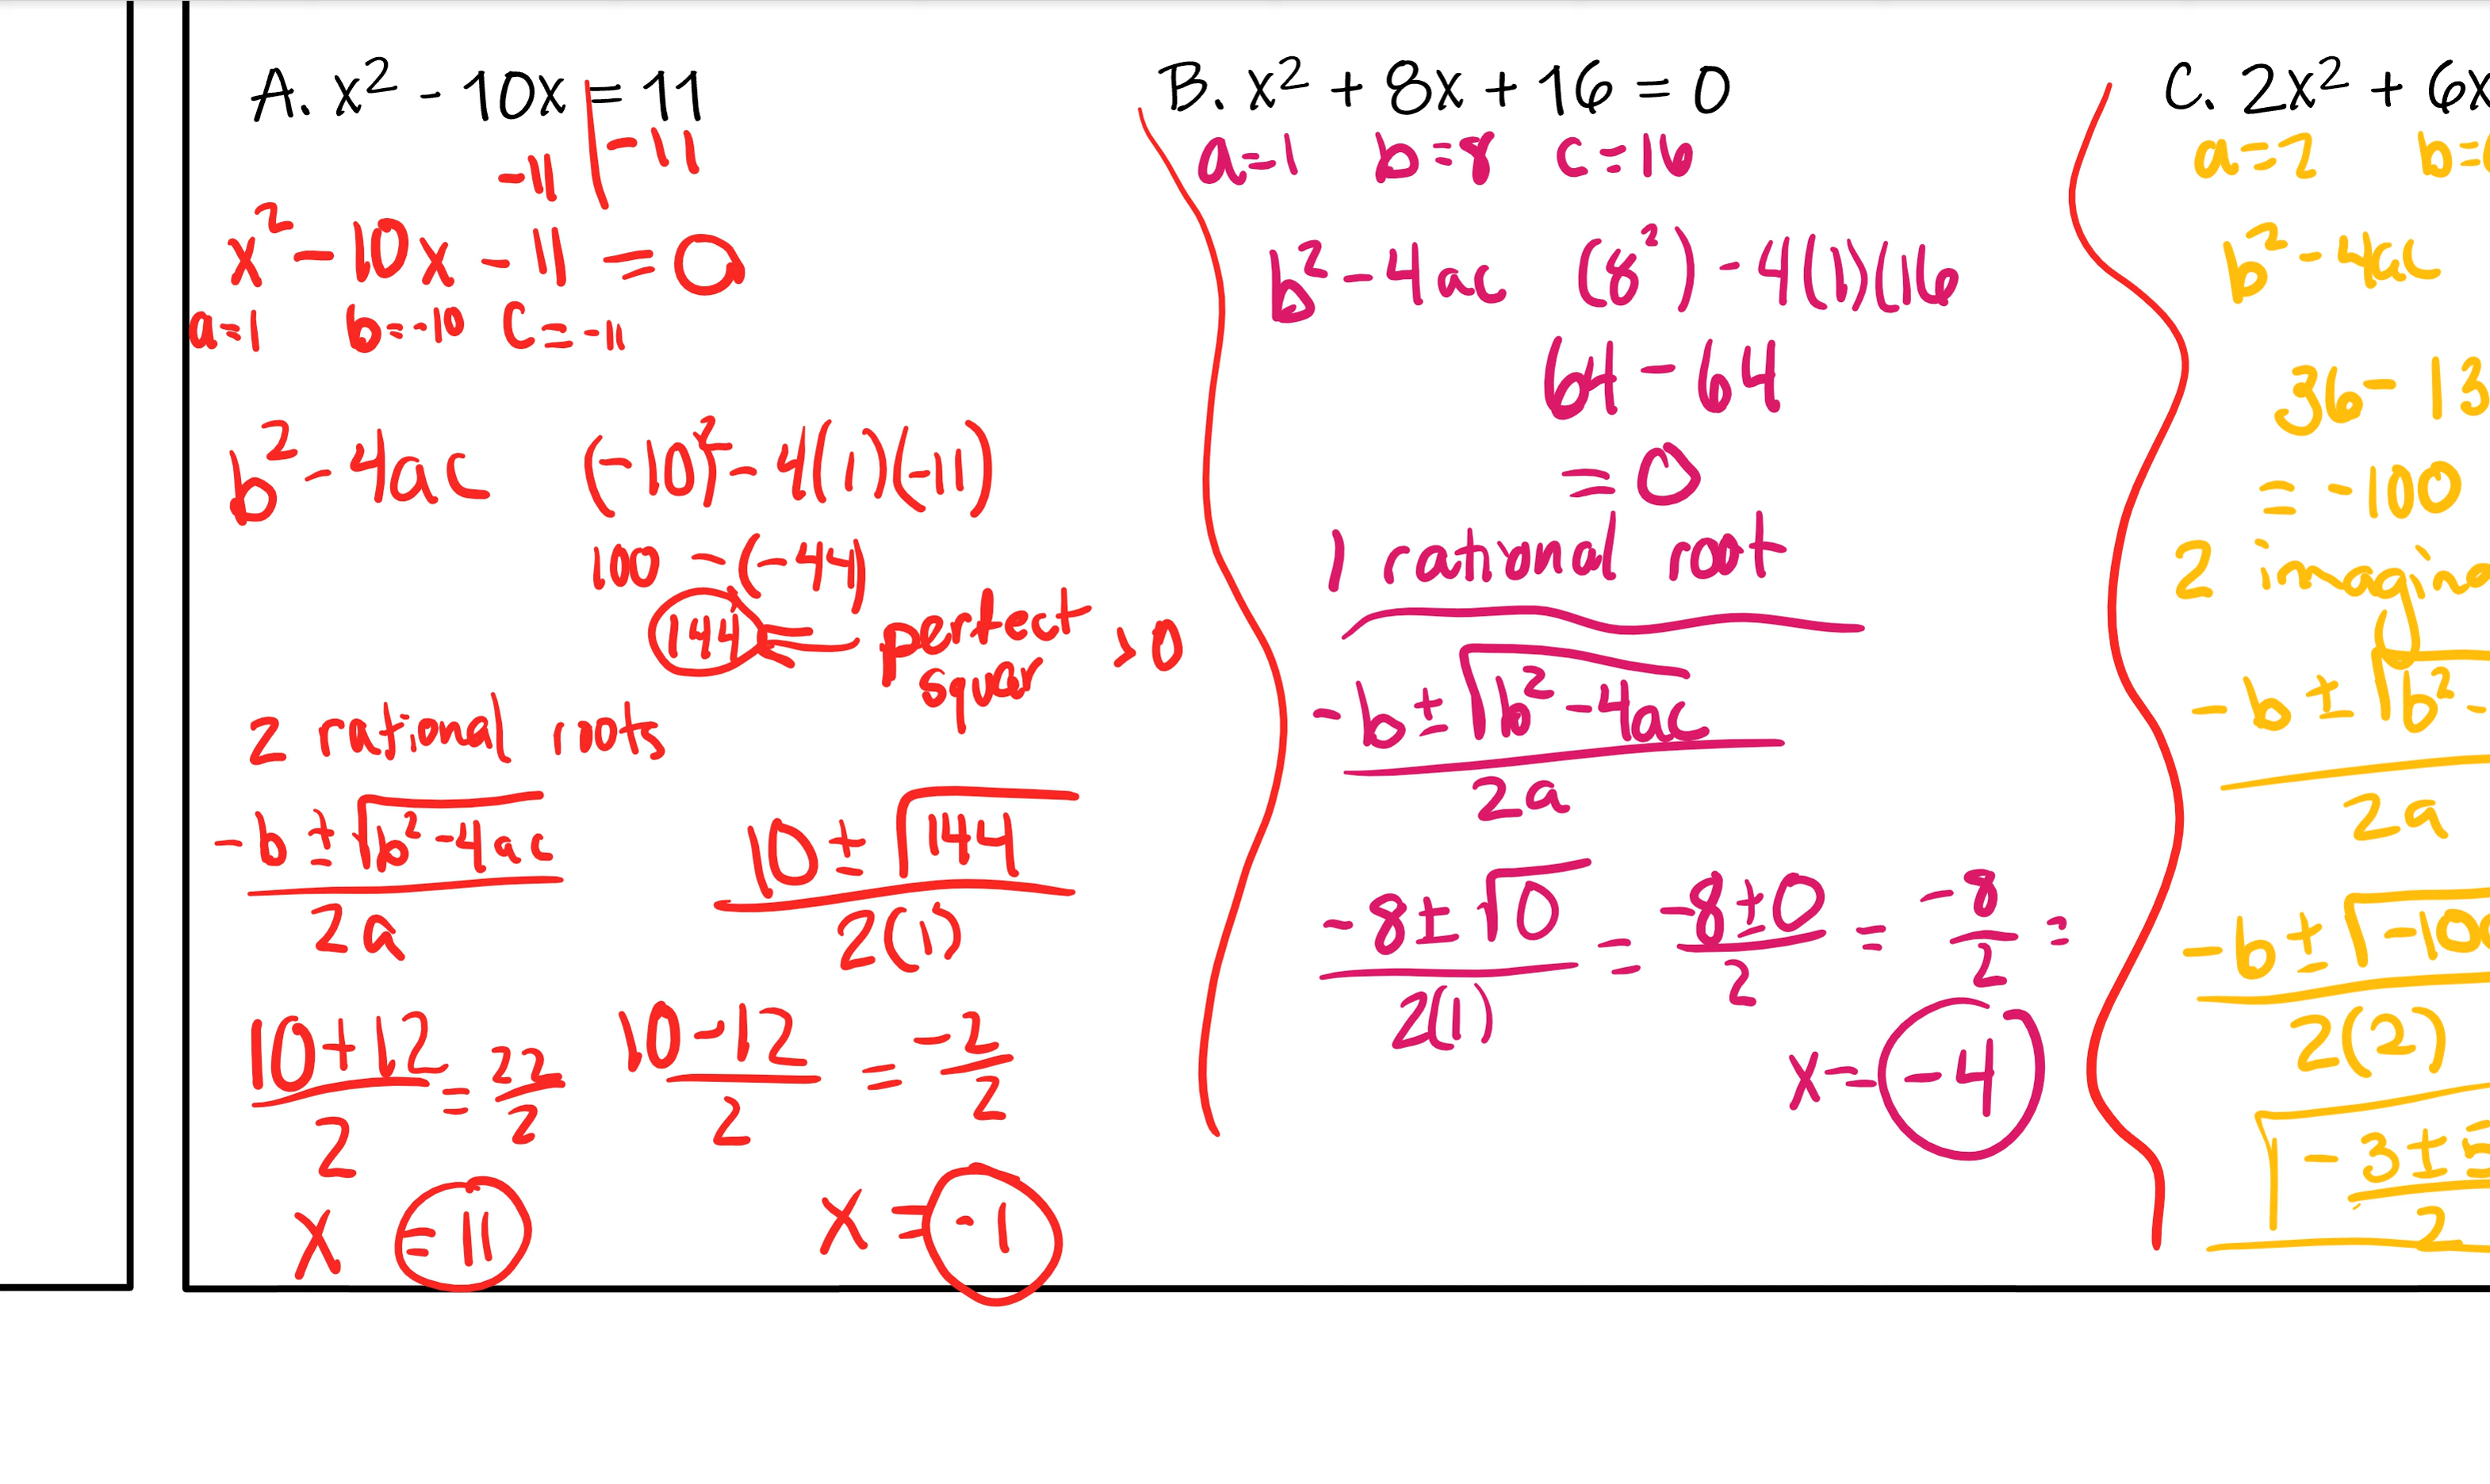 A. x² - 10x = 11
-11 | -11
x² - 10x - 11 = 0
a=1 b=-10 C=-11
b² - 4ac (-10)² - 4(1)(-11)
100 - (-44)
144 ← perfect squar > 0
2 rational roots
-b ± √b² - 4ac / 2a
10 ± √144 / 2(1)
10+12 / 2 = 22 / 2
10-12 / 2 = -2 / 2
x = 11
x = -1
B. x² + 8x + 16 = 0
a=1 b=8 c=16
b² - 4ac (8²) - 4(1)(16
64 - 64
= 0
1 rational root
-b ± √b² - 4ac / 2a
-8 ± √0 / 2(1) = -8 ± 0 / 2 = -8 / 2 =
x = -4
C. 2x² + 6x
a=2 b=
b² - 4ac
36 - 13
= -100
2 imagina
-b ± √b² - / 2a
-b ± √-100 / 2(2)
-3 ± 5 / 2